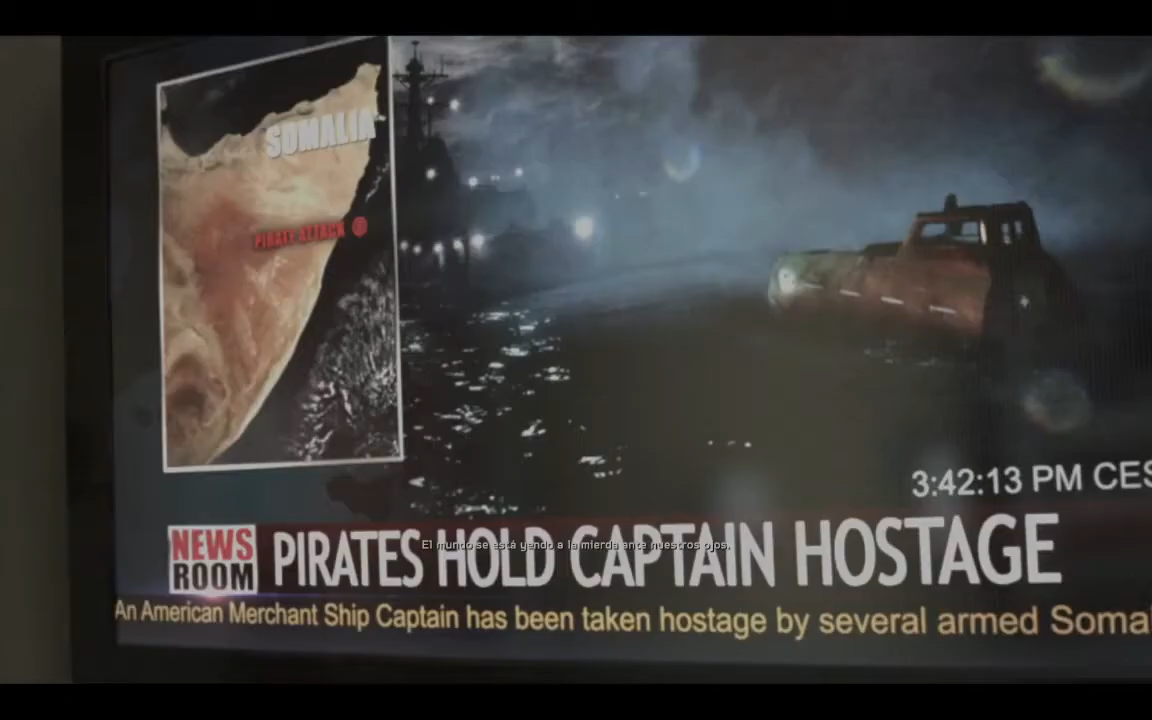 SOMALIA
PIRATE ATTACK
3:42:13 PM CES
NEWS
ROOM
PIRATES HOLD CAPTAIN HOSTAGE
El mundo se está yendo a la mierda ante nuestros ojos.
An American Merchant Ship Captain has been taken hostage by several armed Somal